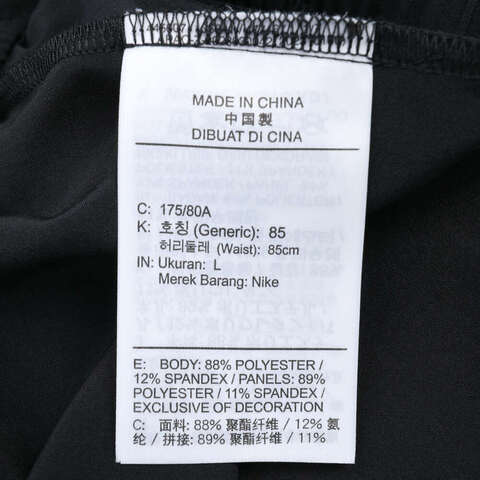 MADE IN CHINA
中国製
DIBUAT DI CINA
C: 175/80A
K: 호칭 (Generic): 85
허리둘레 (Waist): 85cm
IN: Ukuran: L
Merek Barang: Nike
E: BODY: 88% POLYESTER /
12% SPANDEX / PANELS: 89%
POLYESTER / 11% SPANDEX /
EXCLUSIVE OF DECORATION
C: 面料: 88% 聚酯纤维 / 12% 氨
纶 / 拼接: 89% 聚酯纤维 / 11%